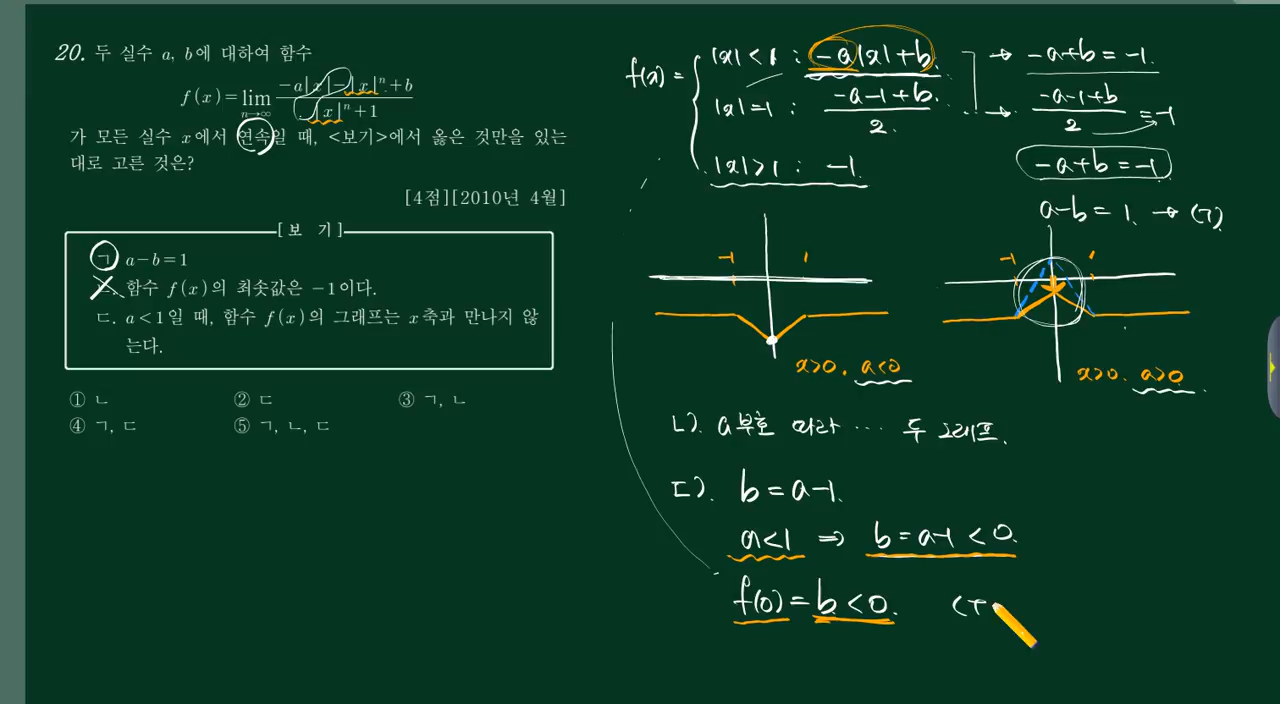 20. 두 실수 a, b에 대하여 함수
f(x)=lim n→∞ (-a|x|-|x|ⁿ+b)/(|x|ⁿ+1)
가 모든 실수 x에서 연속일 때, <보기>에서 옳은 것만을 있는
대로 고른 것은?
[4점][2010년 4월]
[ 보 기 ]
ㄱ. a-b=1
ㄴ. 함수 f(x)의 최솟값은 -1이다.
ㄷ. a<1일 때, 함수 f(x)의 그래프는 x축과 만나지 않
는다.
① ㄴ ② ㄷ ③ ㄱ, ㄴ
④ ㄱ, ㄷ ⑤ ㄱ, ㄴ, ㄷ
f(x)=
|x|<1 : -a|x|+b. → -a+b=-1.
|x|=1 : (-a-1+b)/2. → (-a-1+b)/2 = -1
|x|>1 : -1
-a+b=-1
a-b=1. → (ㄱ)
-1 1
x>0. a<0
-1 1
x>0. a>0
ㄴ). a 부호 따라 ··· 두 그래프.
ㄷ). b=a-1.
a<1 ⇒ b=a-1<0.
f(0)=b<0. (T